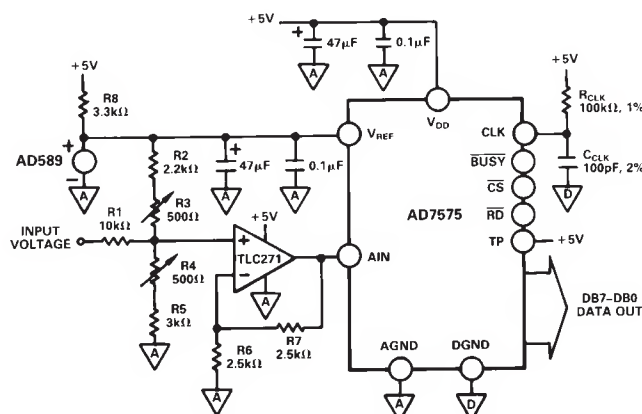 +5V
+
47µF
0.1µF
A
A
+5V
R8
3.3kΩ
+
AD589
–
A
R2
2.2kΩ
+
47µF
0.1µF
A
A
R3
500Ω
INPUT
VOLTAGE
R1
10kΩ
R4
500Ω
R5
3kΩ
A
+5V
+
TLC271
–
A
R6
2.5kΩ
R7
2.5kΩ
A
VREF
VDD
AIN
AD7575
AGND
DGND
A
D
CLK
BUSY
CS
RD
TP
+5V
+5V
RCLK
100kΩ, 1%
CCLK
100pF, 2%
D
DB7–DB0
DATA OUT